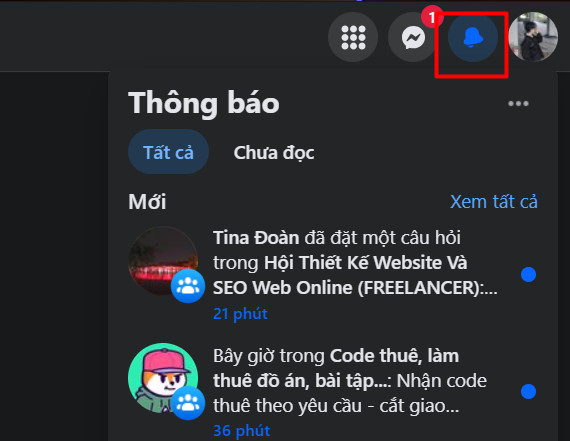 1
Thông báo
Tất cả
Chưa đọc
Mới
Xem tất cả
Tina Đoàn đã đặt một câu hỏi
trong Hội Thiết Kế Website Và
SEO Web Online (FREELANCER):...
21 phút
Bây giờ trong Code thuê, làm
thuê đồ án, bài tập...: Nhận code
thuê theo yêu cầu - cắt giao...
36 phút